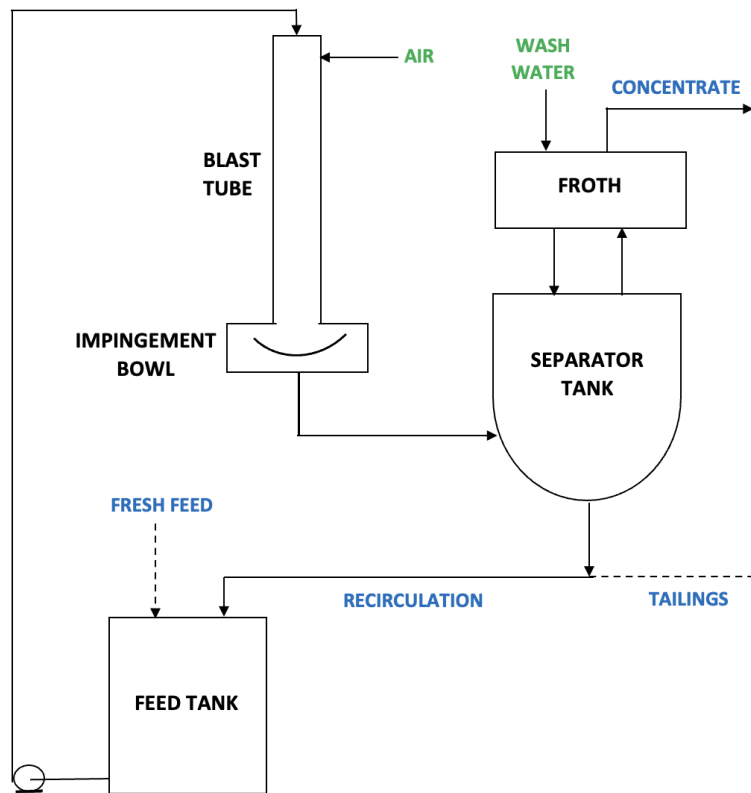 AIR
WASH
WATER
CONCENTRATE
BLAST
TUBE
FROTH
IMPINGEMENT
BOWL
SEPARATOR
TANK
FRESH FEED
RECIRCULATION
TAILINGS
FEED TANK